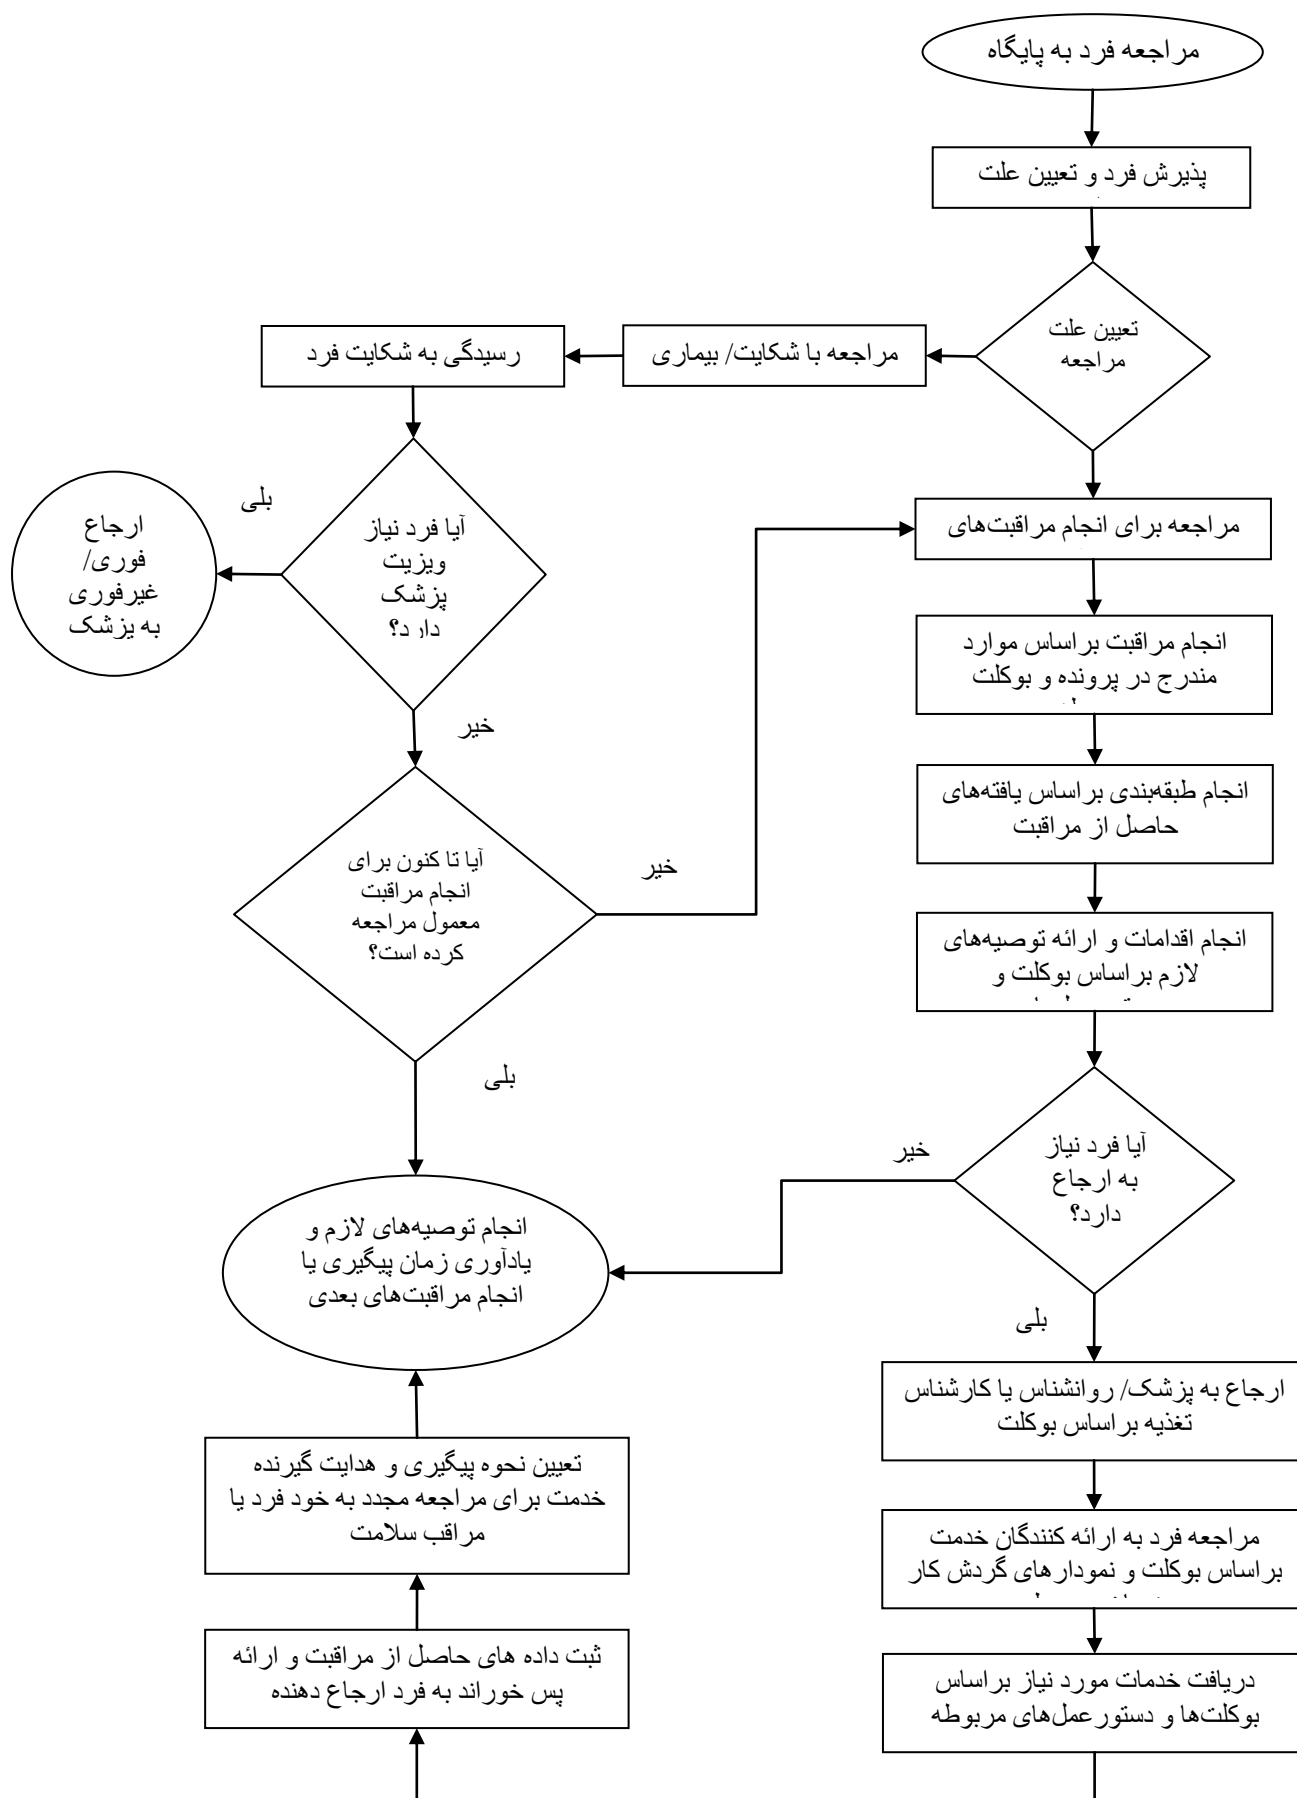 مراجعه فرد به پایگاه
پذیرش فرد و تعیین علت
تعیین علت
مراجعه
مراجعه با شکایت/ بیماری
رسیدگی به شکایت فرد
آیا فرد نیاز
ویزیت
پزشک
دارد؟
بلی
ارجاع
فوری/
غیرفوری
به پزشک
خیر
آیا تا کنون برای
انجام مراقبت
معمول مراجعه
کرده است؟
خیر
بلی
مراجعه برای انجام مراقبت‌های
انجام مراقبت براساس موارد
مندرج در پرونده و بوکلت
انجام طبقه‌بندی براساس یافته‌های
حاصل از مراقبت
انجام اقدامات و ارائه توصیه‌های
لازم براساس بوکلت و
آیا فرد نیاز
به ارجاع
دارد؟
خیر
بلی
انجام توصیه‌های لازم و
یادآوری زمان پیگیری یا
انجام مراقبت‌های بعدی
ارجاع به پزشک/ روانشناس یا کارشناس
تغذیه براساس بوکلت
مراجعه فرد به ارائه کنندگان خدمت
براساس بوکلت و نمودارهای گردش کار
دریافت خدمات مورد نیاز براساس
بوکلت‌ها و دستورعمل‌های مربوطه
ثبت داده های حاصل از مراقبت و ارائه
پس خوراند به فرد ارجاع دهنده
تعیین نحوه پیگیری و هدایت گیرنده
خدمت برای مراجعه مجدد به خود فرد یا
مراقب سلامت